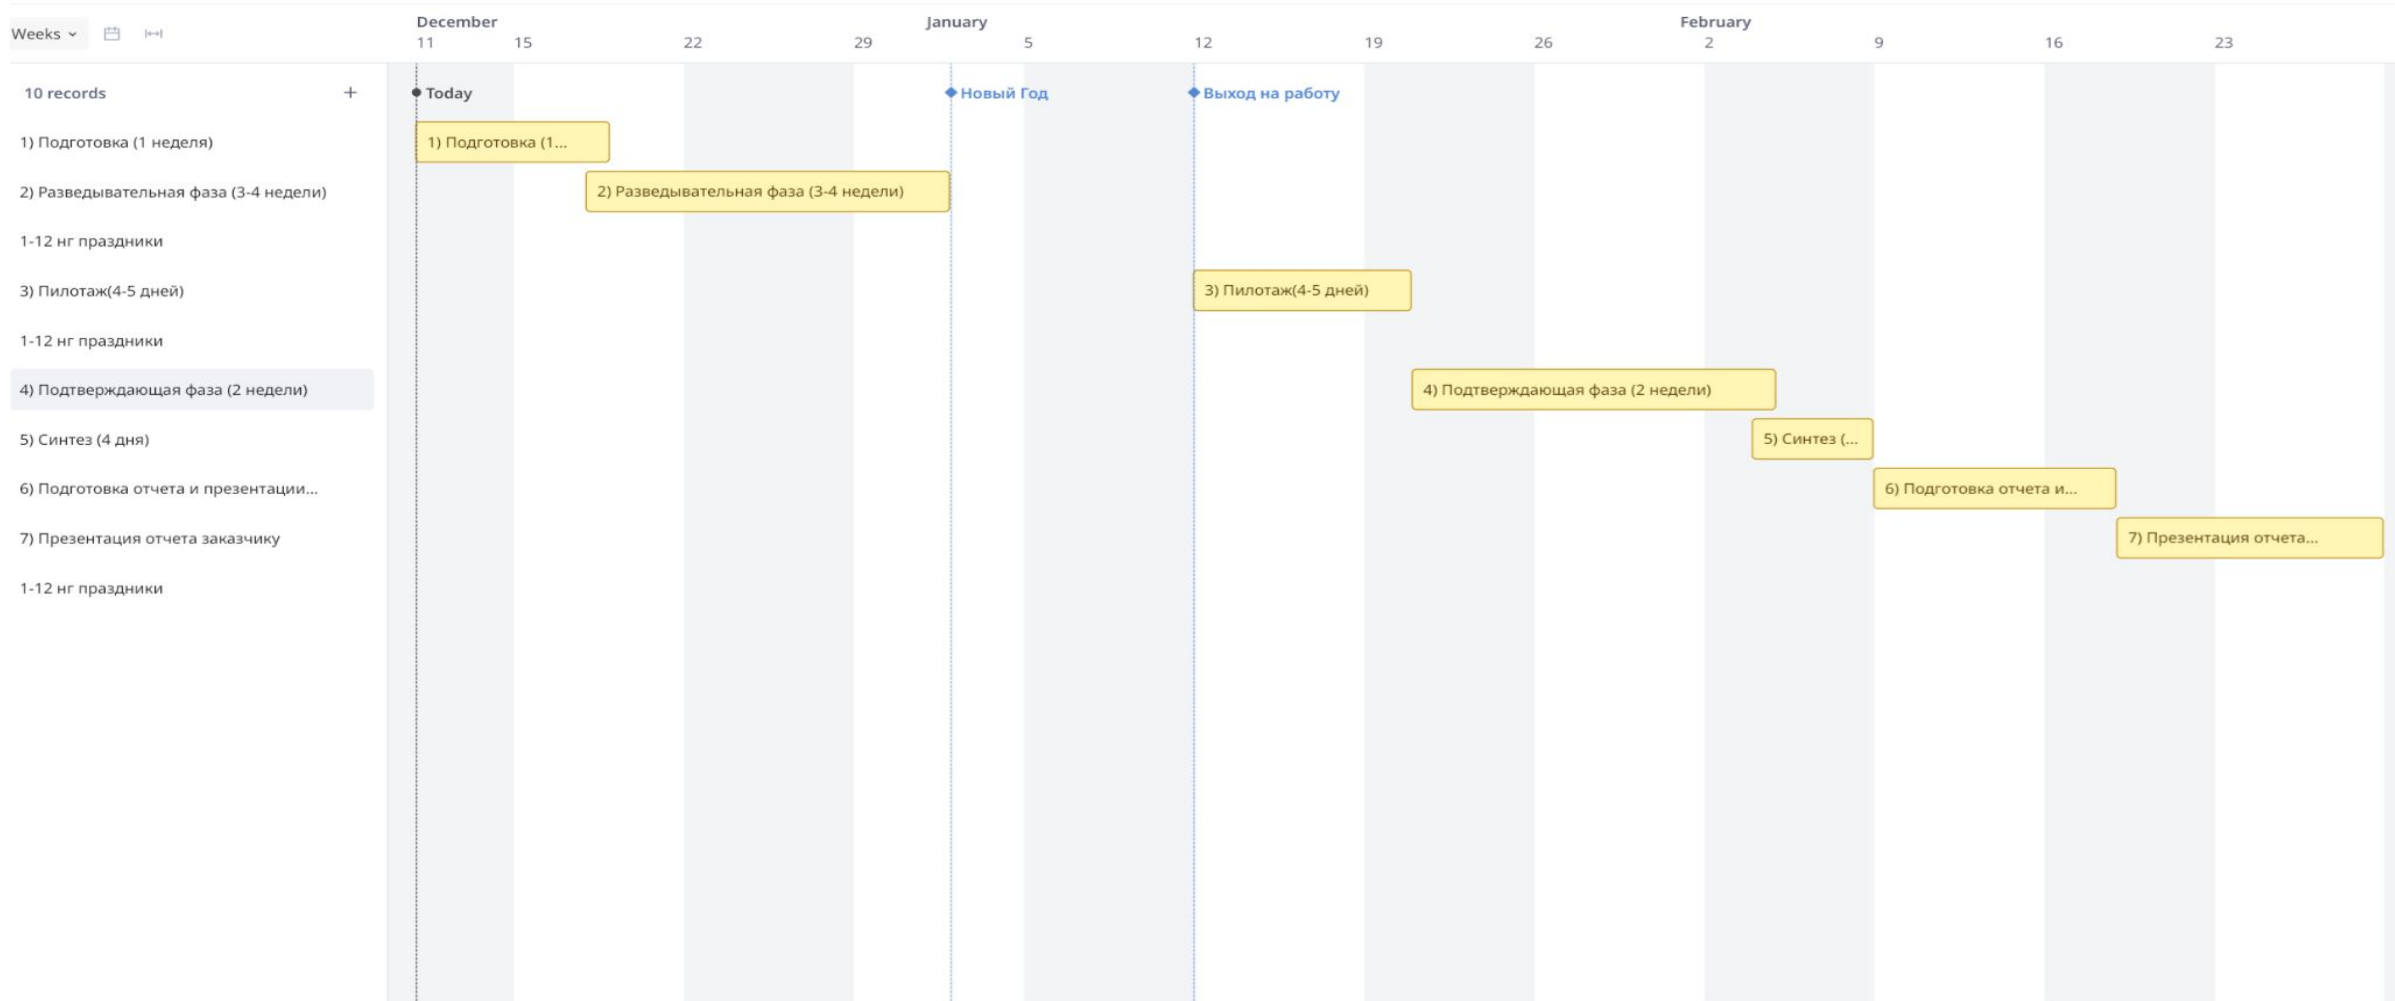 December January February
Weeks
11 15 22 29 5 12 19 26 2 9 16 23
10 records +
Today Новый Год Выход на работу
1) Подготовка (1 неделя) 1) Подготовка (1...
2) Разведывательная фаза (3-4 недели) 2) Разведывательная фаза (3-4 недели)
1-12 нг праздники
3) Пилотаж(4-5 дней) 3) Пилотаж(4-5 дней)
1-12 нг праздники
4) Подтверждающая фаза (2 недели) 4) Подтверждающая фаза (2 недели)
5) Синтез (4 дня) 5) Синтез (...
6) Подготовка отчета и презентации... 6) Подготовка отчета и...
7) Презентация отчета заказчику 7) Презентация отчета...
1-12 нг праздники